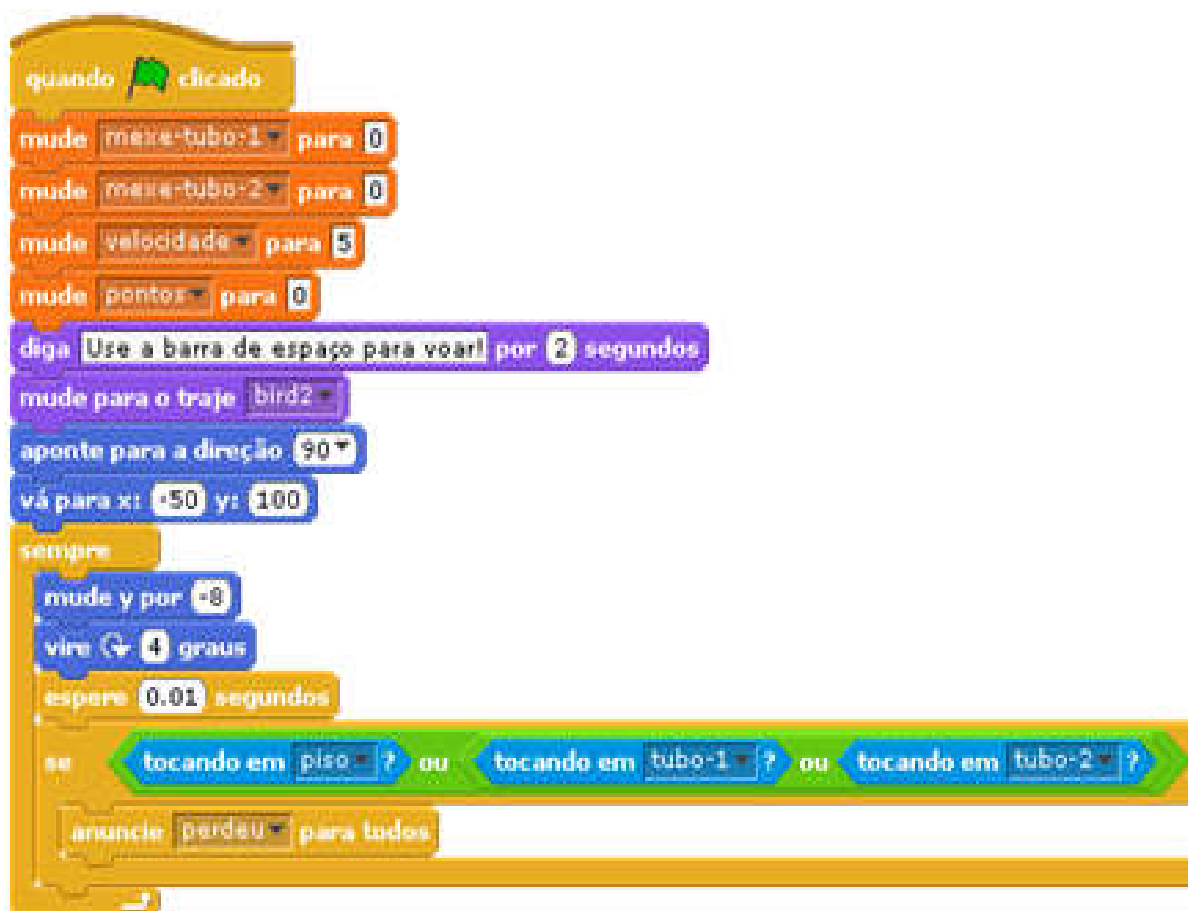 quando clicado
mude mexe-tubo-1 para 0
mude mexe-tubo-2 para 0
mude velocidade para 5
mude pontos para 0
diga Use a barra de espaço para voar! por 2 segundos
mude para o traje bird2
aponte para a direção 90
vá para x: -50 y: 100
sempre
mude y por -8
vire 4 graus
espere 0.01 segundos
se tocando em piso ? ou tocando em tubo-1 ? ou tocando em tubo-2 ?
anuncie perdeu para todos